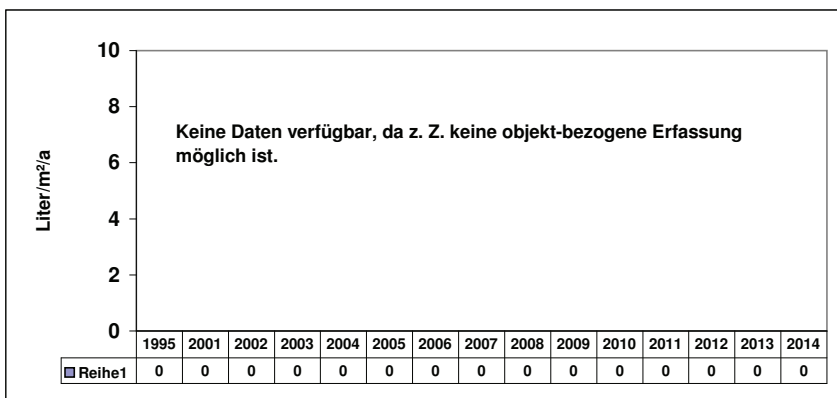 10
8
Keine Daten verfügbar, da z. Z. keine objekt-bezogene Erfassung
möglich ist.
6
4
2
0
Liter/m²/a
1995 2001 2002 2003 2004 2005 2006 2007 2008 2009 2010 2011 2012 2013 2014
Reihe1 0 0 0 0 0 0 0 0 0 0 0 0 0 0 0